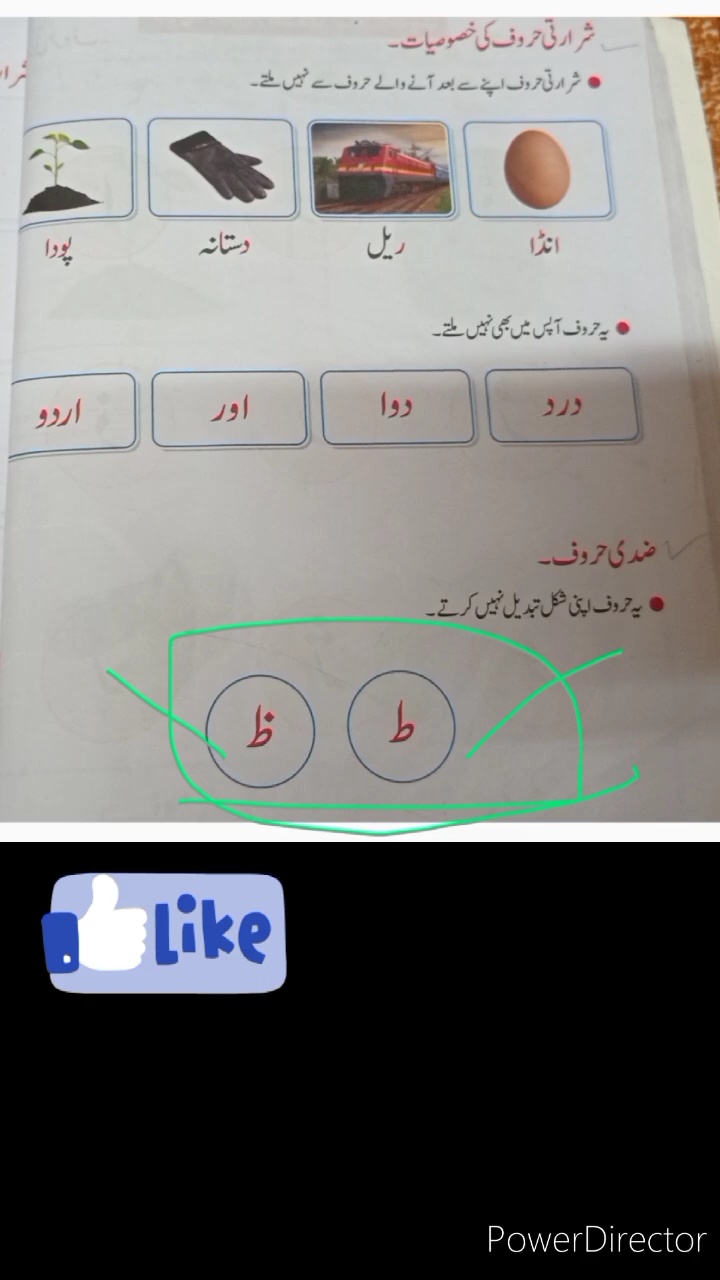 شرارتی حروف کی خصوصیات۔
شرارتی حروف اپنے سے بعد آنے والے حروف سے نہیں ملتے۔
انڈا ریل دستانہ پودا
یہ حروف آپس میں بھی نہیں ملتے۔
درد دوا اور اردو
ضدی حروف۔
یہ حروف اپنی شکل تبدیل نہیں کرتے۔
ط ظ
Like
PowerDirector